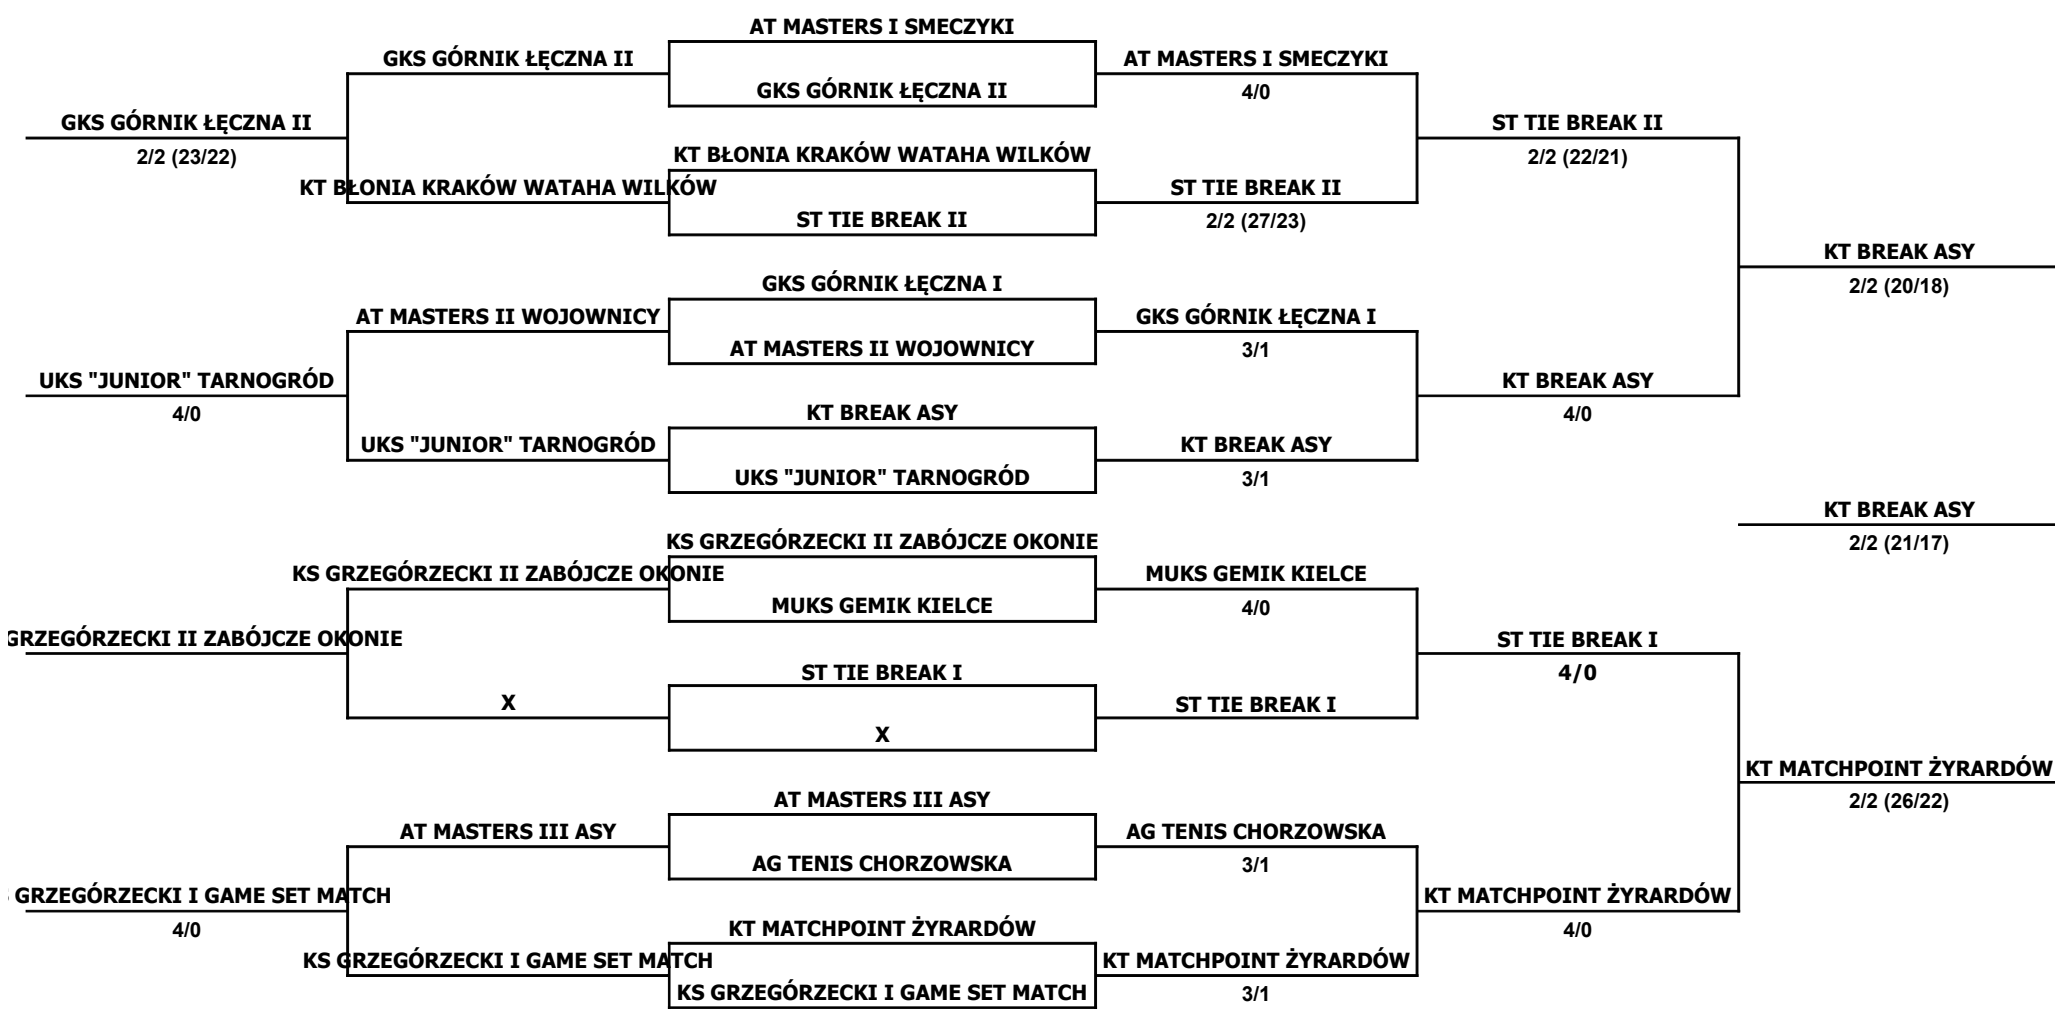 AT MASTERS I SMECZYKI
GKS GÓRNIK ŁĘCZNA II
AT MASTERS I SMECZYKI
GKS GÓRNIK ŁĘCZNA II
4/0
GKS GÓRNIK ŁĘCZNA II
ST TIE BREAK II
2/2 (23/22)
KT BŁONIA KRAKÓW WATAHA WILKÓW
2/2 (22/21)
KT BŁONIA KRAKÓW WATAHA WILKÓW
ST TIE BREAK II
ST TIE BREAK II
2/2 (27/23)
KT BREAK ASY
GKS GÓRNIK ŁĘCZNA I
2/2 (20/18)
AT MASTERS II WOJOWNICY
GKS GÓRNIK ŁĘCZNA I
AT MASTERS II WOJOWNICY
3/1
UKS "JUNIOR" TARNOGRÓD
KT BREAK ASY
4/0
KT BREAK ASY
4/0
UKS "JUNIOR" TARNOGRÓD
KT BREAK ASY
UKS "JUNIOR" TARNOGRÓD
3/1
KT BREAK ASY
KS GRZEGÓRZECKI II ZABÓJCZE OKONIE
2/2 (21/17)
KS GRZEGÓRZECKI II ZABÓJCZE OKONIE
MUKS GEMIK KIELCE
MUKS GEMIK KIELCE
4/0
GRZEGÓRZECKI II ZABÓJCZE OKONIE
ST TIE BREAK I
ST TIE BREAK I
4/0
X
ST TIE BREAK I
X
KT MATCHPOINT ŻYRARDÓW
AT MASTERS III ASY
2/2 (26/22)
AT MASTERS III ASY
AG TENIS CHORZOWSKA
AG TENIS CHORZOWSKA
3/1
GRZEGÓRZECKI I GAME SET MATCH
KT MATCHPOINT ŻYRARDÓW
4/0
KT MATCHPOINT ŻYRARDÓW
4/0
KS GRZEGÓRZECKI I GAME SET MATCH
KT MATCHPOINT ŻYRARDÓW
KS GRZEGÓRZECKI I GAME SET MATCH
3/1